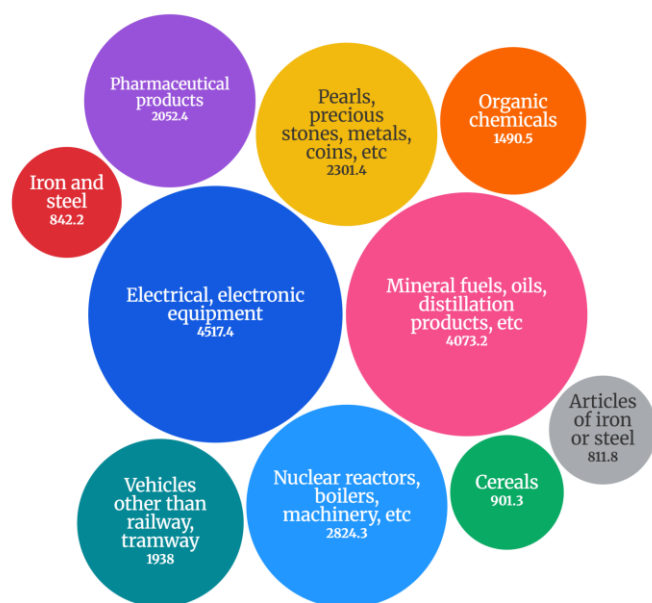 Pharmaceutical
products
2052.4
Pearls,
precious
stones, metals,
coins, etc
2301.4
Organic
chemicals
1490.5
Iron and
steel
842.2
Electrical, electronic
equipment
4517.4
Mineral fuels, oils,
distillation
products, etc
4073.2
Articles
of iron
or steel
811.8
Vehicles
other than
railway,
tramway
1938
Nuclear reactors,
boilers,
machinery, etc
2824.3
Cereals
901.3